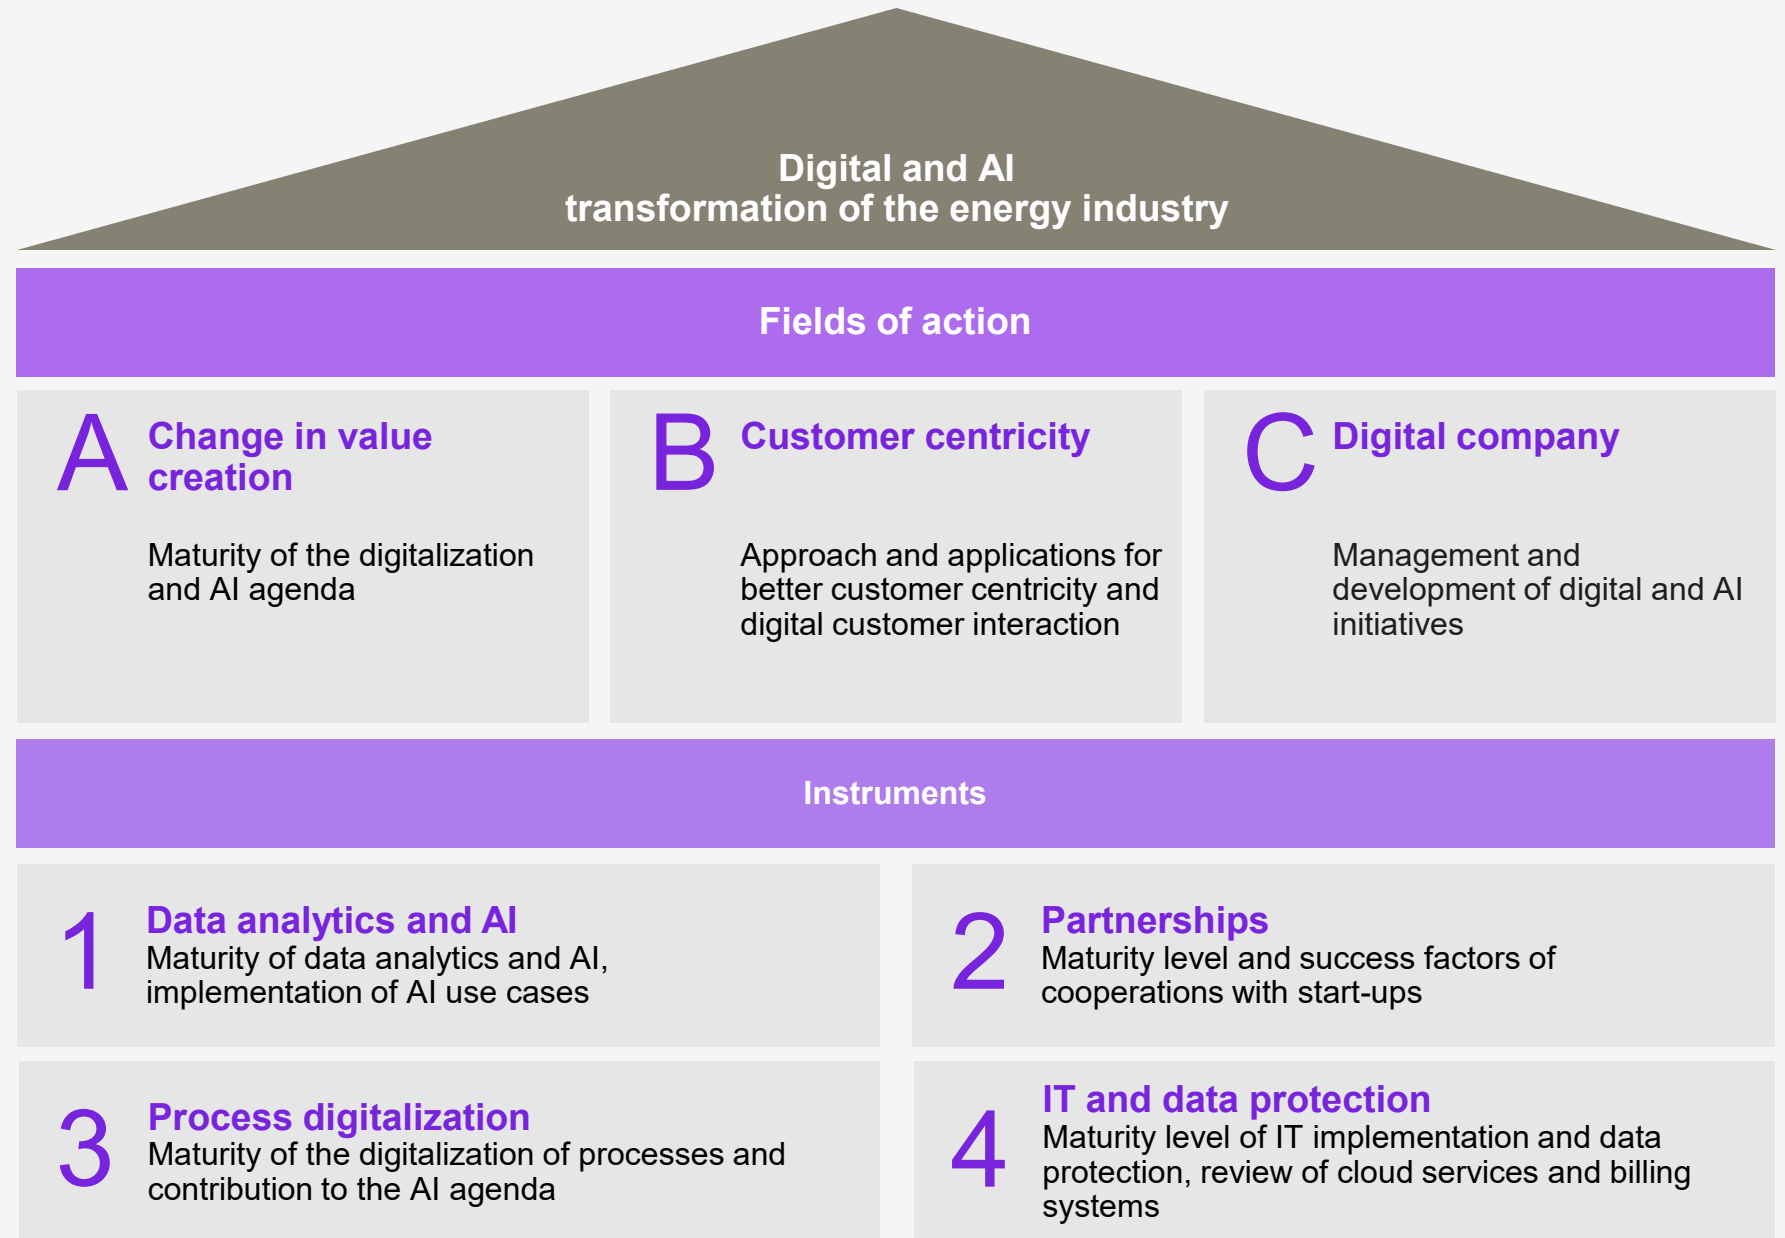 Digital and AI
transformation of the energy industry
Fields of action
A
Change in value
creation
Maturity of the digitalization
and AI agenda
B
Customer centricity
Approach and applications for
better customer centricity and
digital customer interaction
C
Digital company
Management and
development of digital and AI
initiatives
Instruments
1
Data analytics and AI
Maturity of data analytics and AI,
implementation of AI use cases
2
Partnerships
Maturity level and success factors of
cooperations with start-ups
3
Process digitalization
Maturity of the digitalization of processes and
contribution to the AI agenda
4
IT and data protection
Maturity level of IT implementation and data
protection, review of cloud services and billing
systems